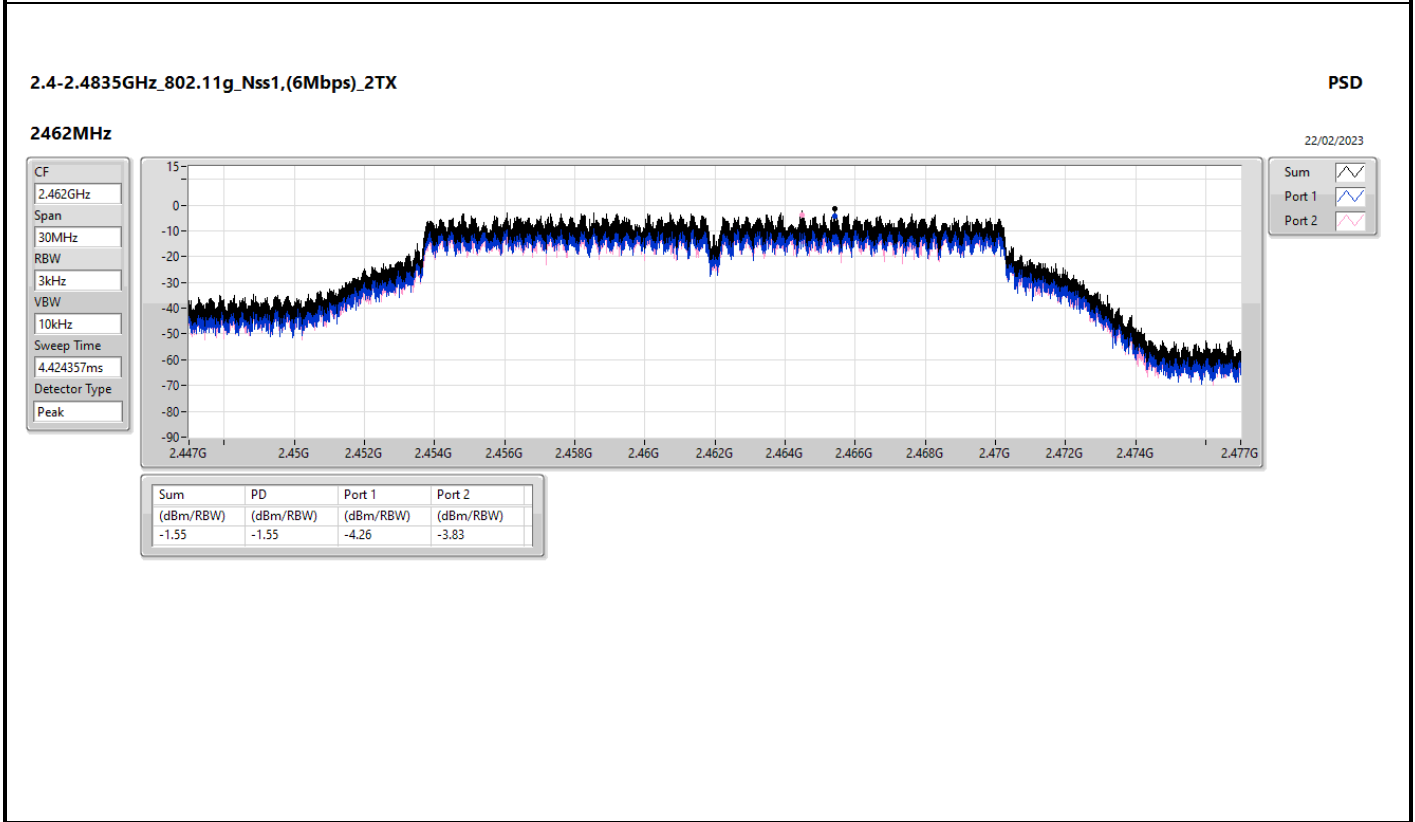 2.4-2.4835GHz_802.11g_Nss1,(6Mbps)_2TX
PSD
2462MHz
22/02/2023
CF
2.462GHz
Span
30MHz
RBW
3kHz
VBW
10kHz
Sweep Time
4.424357ms
Detector Type
Peak
15
0
-10
-20
-30
-40
-50
-60
-70
-80
-90
2.447G 2.45G 2.452G 2.454G 2.456G 2.458G 2.46G 2.462G 2.464G 2.466G 2.468G 2.47G 2.472G 2.474G 2.477G
Sum
Port 1
Port 2
Sum PD Port 1 Port 2
(dBm/RBW) (dBm/RBW) (dBm/RBW) (dBm/RBW)
-1.55 -1.55 -4.26 -3.83